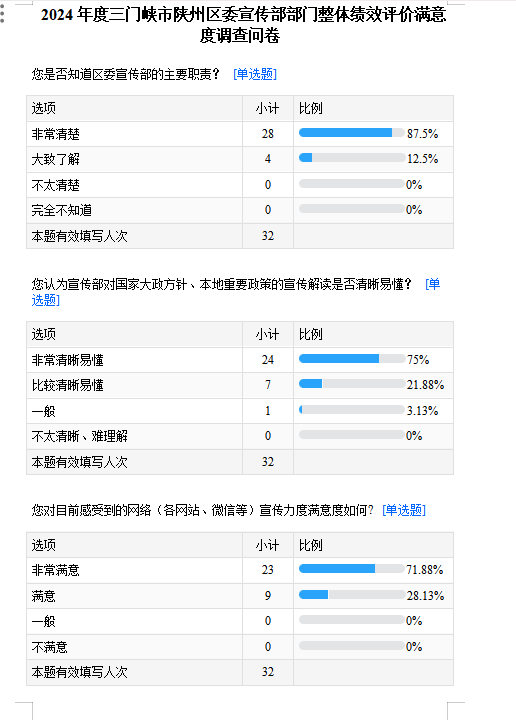 2024 年度三门峡市陕州区委宣传部部门整体绩效评价满意
度调查问卷
您是否知道区委宣传部的主要职责？ [单选题]
选项 小计 比例
非常清楚 28 87.5%
大致了解 4 12.5%
不太清楚 0 0%
完全不知道 0 0%
本题有效填写人次 32
您认为宣传部对国家大政方针、本地重要政策的宣传解读是否清晰易懂？ [单
选题]
选项 小计 比例
非常清晰易懂 24 75%
比较清晰易懂 7 21.88%
一般 1 3.13%
不太清晰、难理解 0 0%
本题有效填写人次 32
您对目前感受到的网络（各网站、微信等）宣传力度满意度如何? [单选题]
选项 小计 比例
非常满意 23 71.88%
满意 9 28.13%
一般 0 0%
不满意 0 0%
本题有效填写人次 32